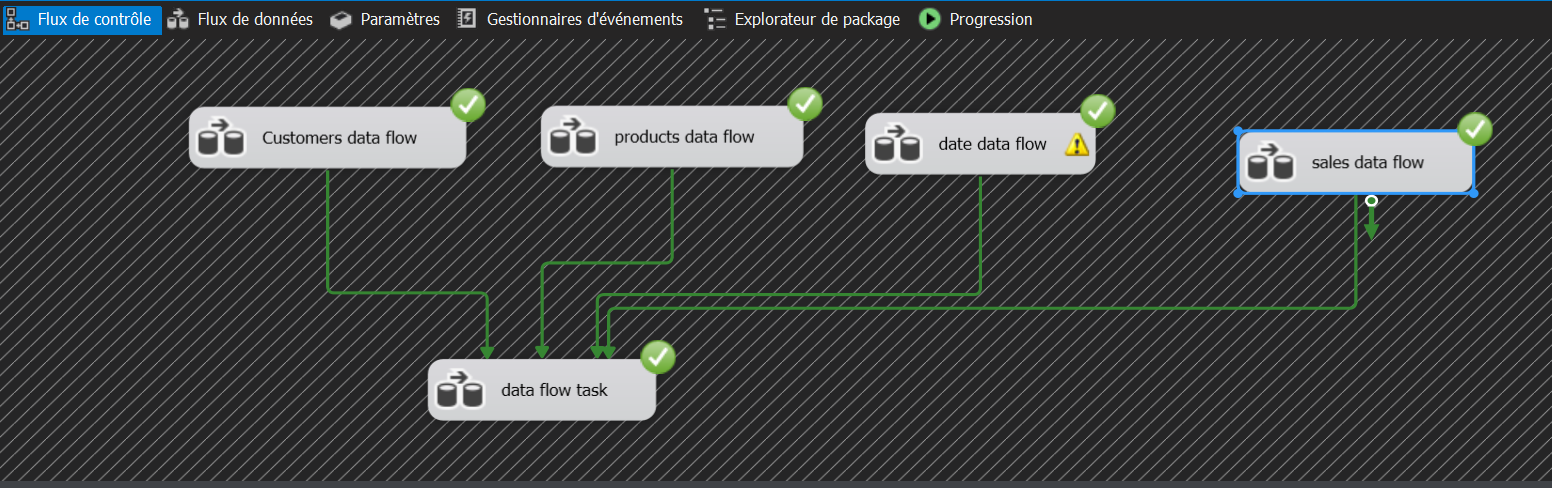 Flux de contrôle Flux de données Paramètres Gestionnaires d'événements Explorateur de package Progression
Customers data flow
products data flow
date data flow
sales data flow
data flow task